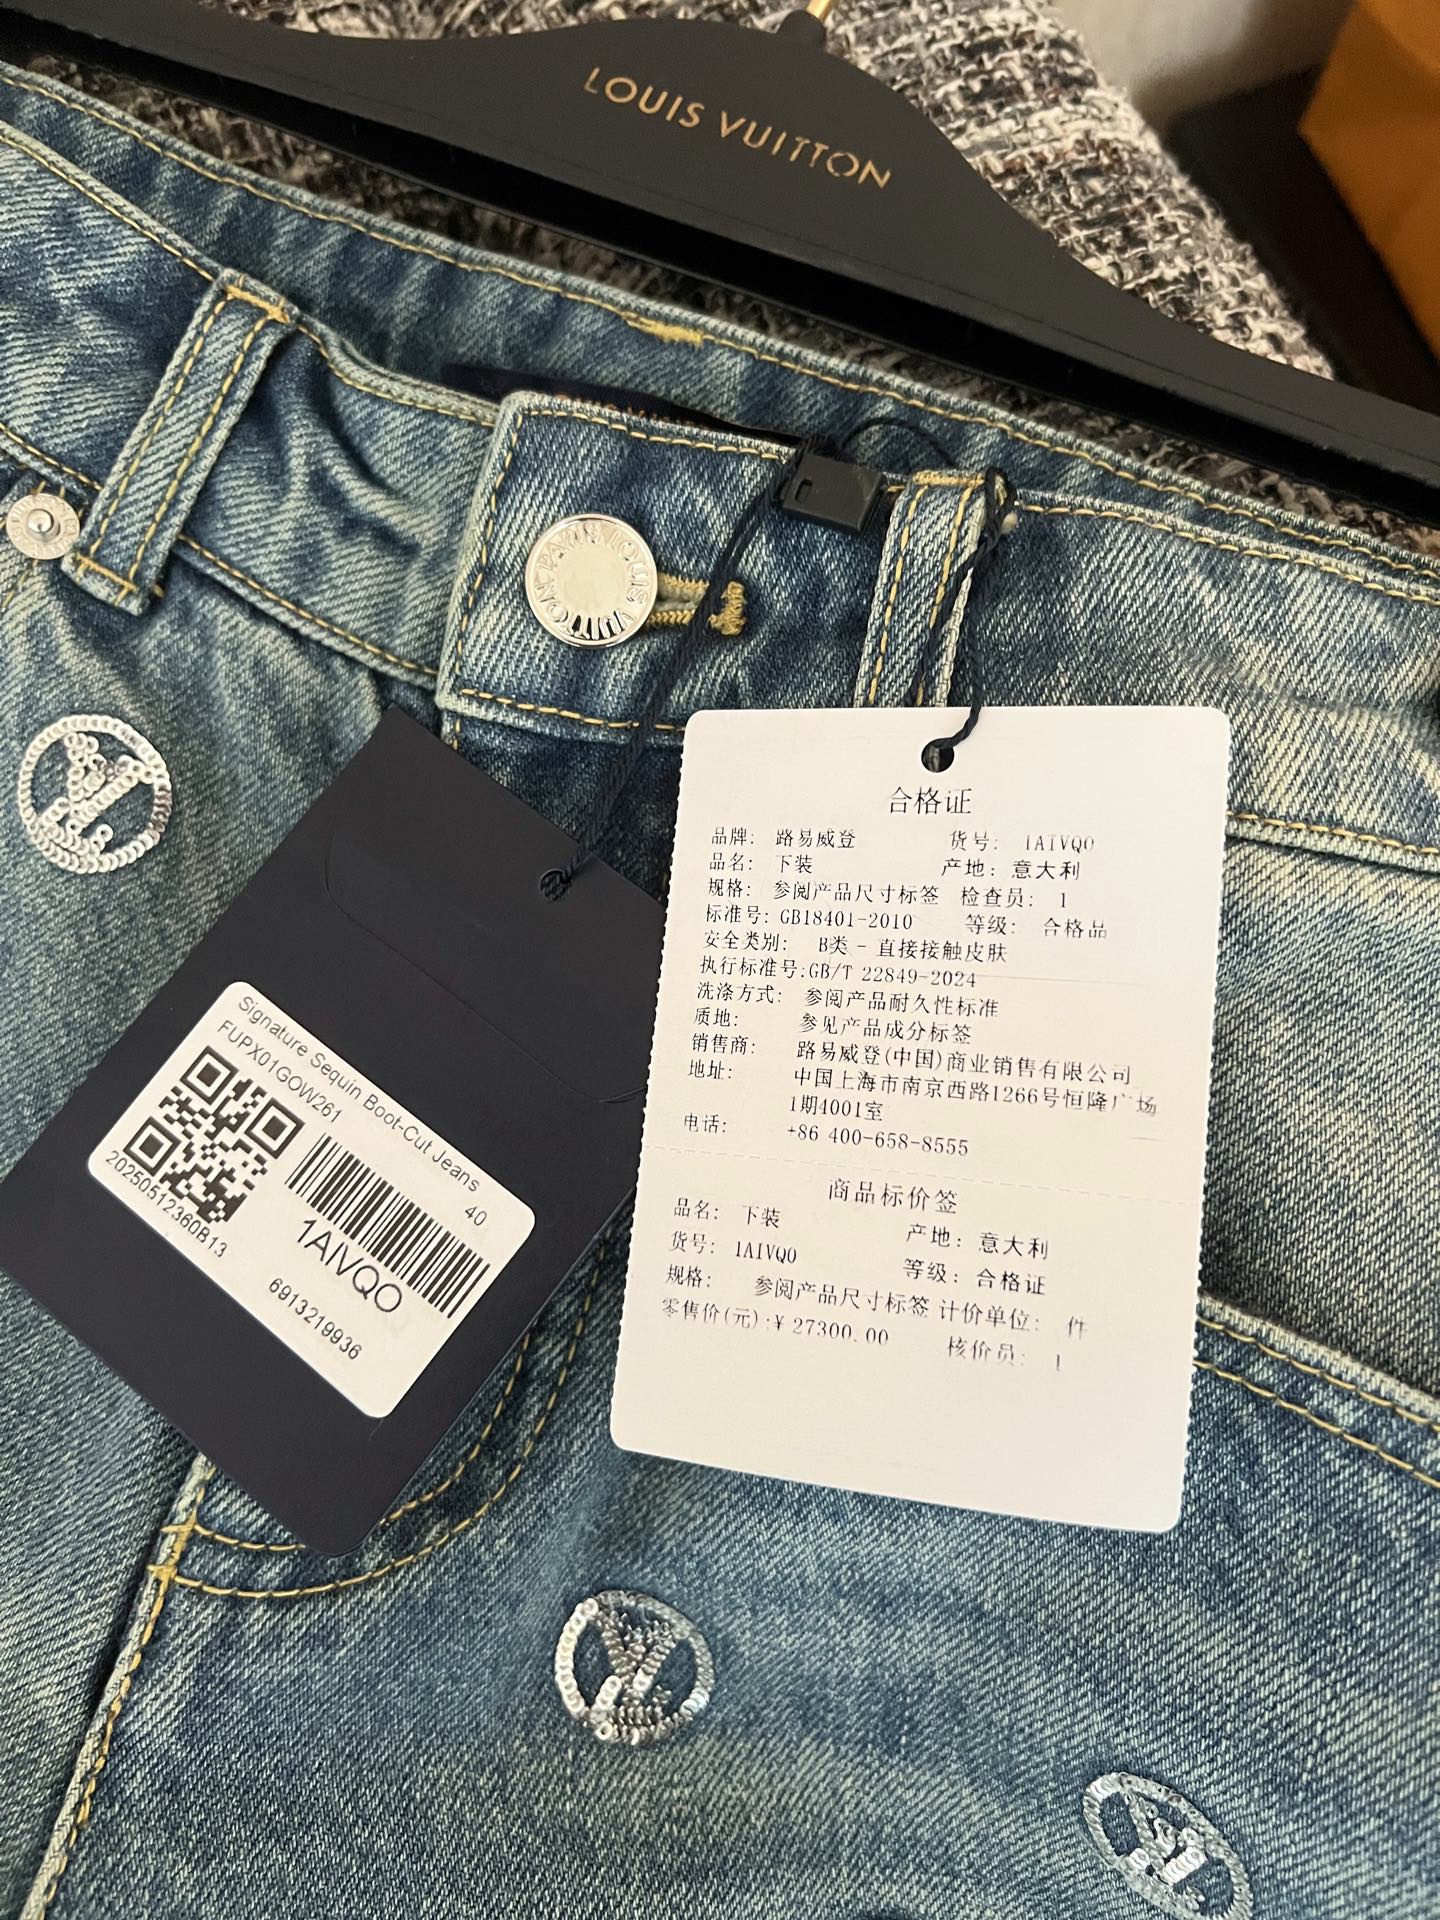 LOUIS VUITTON
PARIS LOUIS VUITTON
合格证
品牌: 路易威登 货号: 1AIVQO
品名: 下装 产地: 意大利
规格: 参阅产品尺寸标签 检查员: 1
标准号: GB18401-2010 等级: 合格品
安全类别: B类 - 直接接触皮肤
执行标准号:GB/T 22849-2024
洗涤方式: 参阅产品耐久性标准
质地: 参见产品成分标签
销售商: 路易威登(中国)商业销售有限公司
地址: 中国上海市南京西路1266号恒隆广场
1期4001室
电话: +86 400-658-8555
商品标价签
品名: 下装 产地: 意大利
货号: 1AIVQO 等级: 合格证
规格: 参阅产品尺寸标签 计价单位: 件
零售价(元):¥ 27300.00 核价员: 1
Signature Sequin Boot-Cut Jeans
FUPX01GOW261 40
1AIVQO
20250512360B13 6913219936